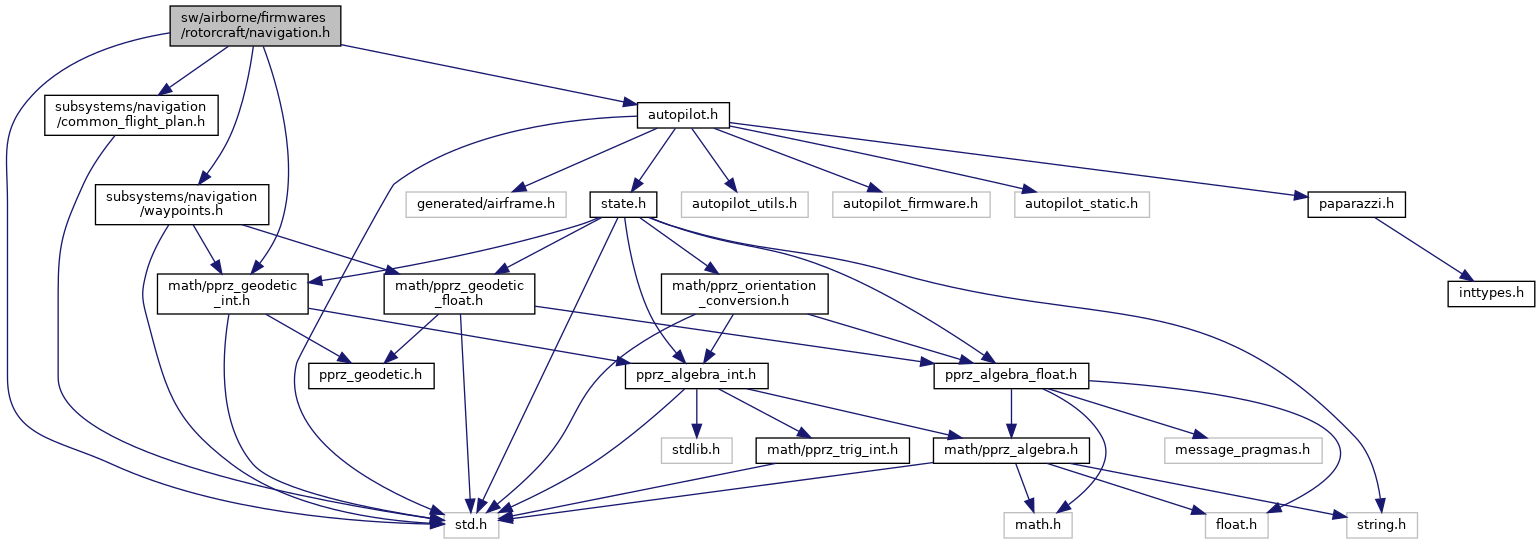 sw/airborne/firmwares
/rotorcraft/navigation.h
subsystems/navigation
/common_flight_plan.h
autopilot.h
subsystems/navigation
/waypoints.h
generated/airframe.h
state.h
autopilot_utils.h
autopilot_firmware.h
autopilot_static.h
paparazzi.h
math/pprz_geodetic
_int.h
math/pprz_geodetic
_float.h
math/pprz_orientation
_conversion.h
inttypes.h
pprz_geodetic.h
pprz_algebra_int.h
pprz_algebra_float.h
stdlib.h
math/pprz_trig_int.h
math/pprz_algebra.h
message_pragmas.h
std.h
math.h
float.h
string.h